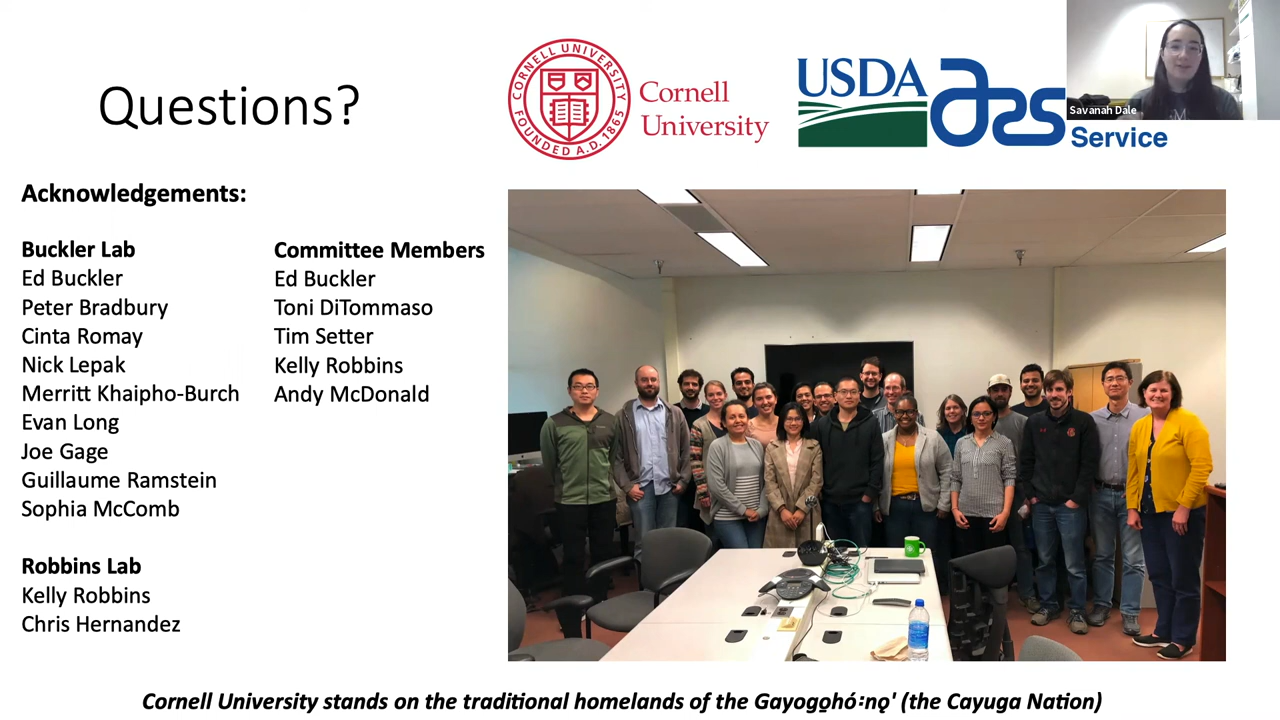 Questions?
CORNELL UNIVERSITY
FOUNDED A.D. 1865
Cornell
University
USDA
ars
Service
Savanah Dale
Acknowledgements:
Buckler Lab
Ed Buckler
Peter Bradbury
Cinta Romay
Nick Lepak
Merritt Khaipho-Burch
Evan Long
Joe Gage
Guillaume Ramstein
Sophia McComb
Robbins Lab
Kelly Robbins
Chris Hernandez
Committee Members
Ed Buckler
Toni DiTommaso
Tim Setter
Kelly Robbins
Andy McDonald
Cornell University stands on the traditional homelands of the Gayogo̱hó:nǫ' (the Cayuga Nation)